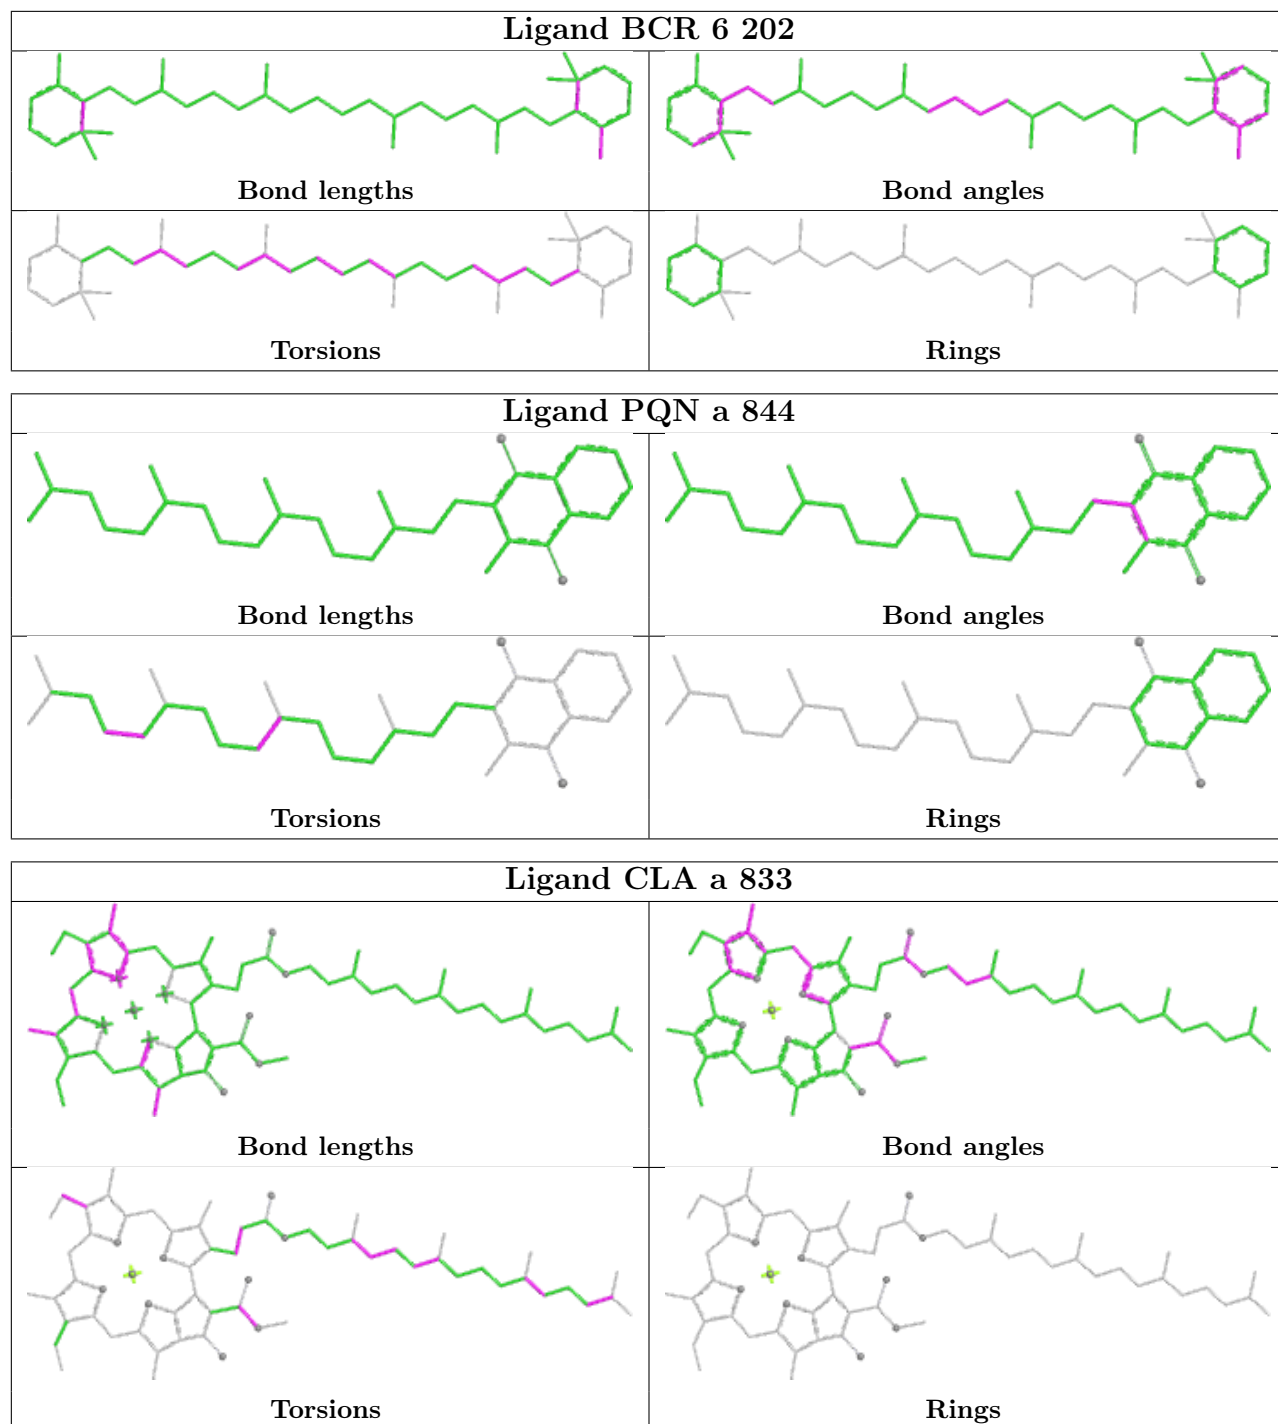 Ligand BCR 6 202
Bond lengths
Bond angles
Torsions
Rings
Ligand PQN a 844
Bond lengths
Bond angles
Torsions
Rings
Ligand CLA a 833
Bond lengths
Bond angles
Torsions
Rings